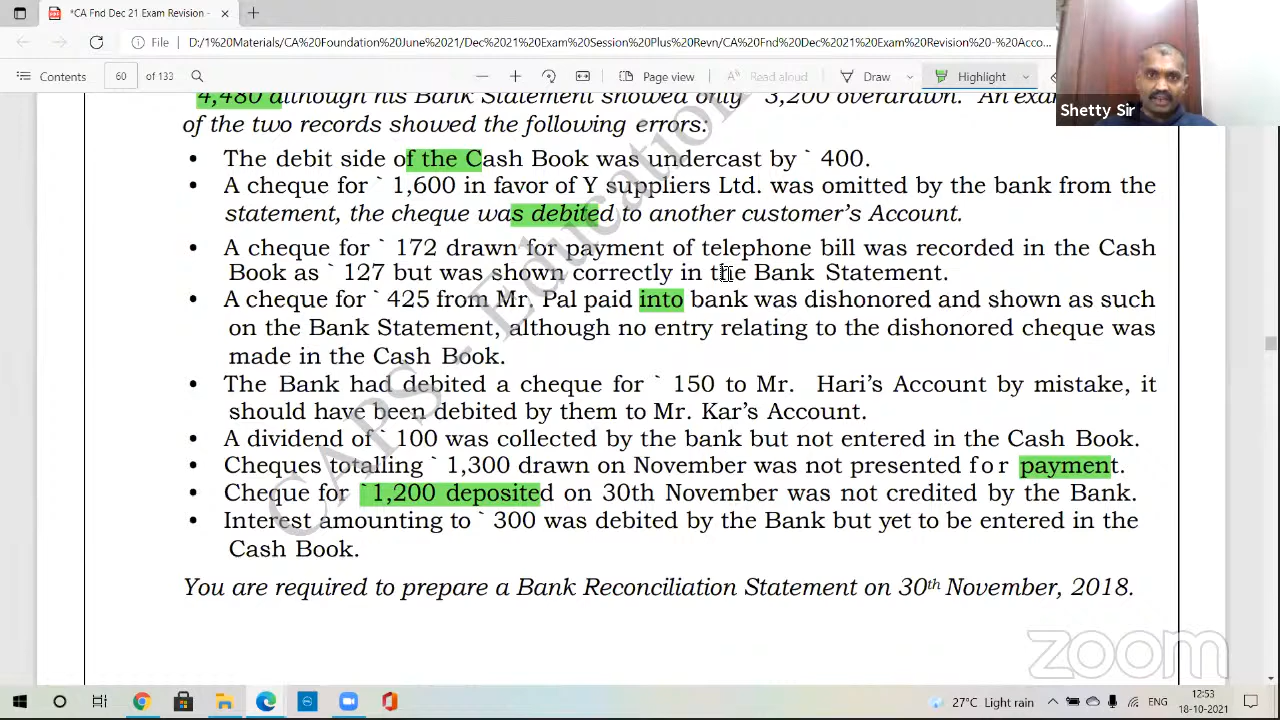 *CA Fnd Dec 21 Exam Revision -
File
D:/1%20Materials/CA%20Foundation%20June%2021/Dec%2021%20Exam%20Session%20Plus%20Revn/CA%20Fnd%20Dec%2021%20Exam%20Revision%20-%20Acco...
Contents 60 of 133 Page view Read aloud Draw Highlight
Shetty Sir
4,480 although his Bank Statement showed only ` 3,200 overdrawn. An exa
of the two records showed the following errors:
• The debit side of the Cash Book was undercast by ` 400.
• A cheque for ` 1,600 in favor of Y suppliers Ltd. was omitted by the bank from the
statement, the cheque was debited to another customer's Account.
• A cheque for ` 172 drawn for payment of telephone bill was recorded in the Cash
Book as ` 127 but was shown correctly in the Bank Statement.
• A cheque for ` 425 from Mr. Pal paid into bank was dishonored and shown as such
on the Bank Statement, although no entry relating to the dishonored cheque was
made in the Cash Book.
• The Bank had debited a cheque for ` 150 to Mr. Hari's Account by mistake, it
should have been debited by them to Mr. Kar's Account.
• A dividend of ` 100 was collected by the bank but not entered in the Cash Book.
• Cheques totalling ` 1,300 drawn on November was not presented for payment.
• Cheque for `1,200 deposited on 30th November was not credited by the Bank.
• Interest amounting to ` 300 was debited by the Bank but yet to be entered in the
Cash Book.
You are required to prepare a Bank Reconciliation Statement on 30th November, 2018.
CAPS - Education
zoom
27°C Light rain ENG 12:53
18-10-2021